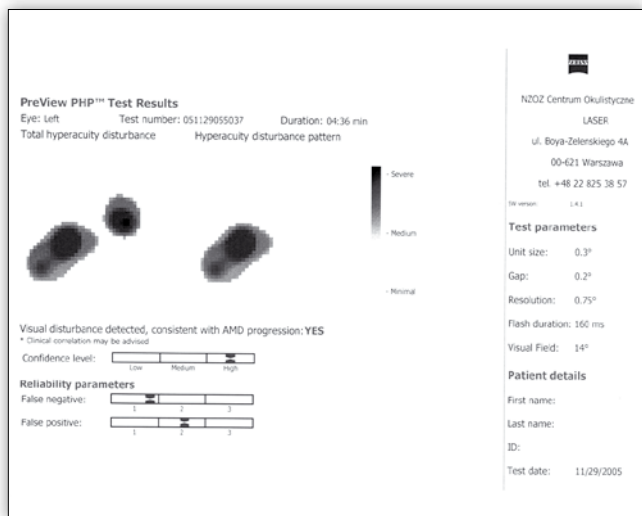 PreView PHP™ Test Results
Eye: Left Test number: 051129055037 Duration: 04:36 min
Total hyperacuity disturbance Hyperacuity disturbance pattern
- Severe
- Medium
- Minimal
Visual disturbance detected, consistent with AMD progression: YES
* Clinical correlation may be advised
Confidence level:
Low Medium High
Reliability parameters
False negative:
1 2 3
False positive:
1 2 3
ZEISS
NZOZ Centrum Okulistyczne
LASER
ul. Boya-Zelenskiego 4A
00-621 Warszawa
tel. +48 22 825 38 57
SW version: 1.4.1
Test parameters
Unit size: 0.3°
Gap: 0.2°
Resolution: 0.75°
Flash duration: 160 ms
Visual Field: 14°
Patient details
First name:
Last name:
ID:
Test date: 11/29/2005